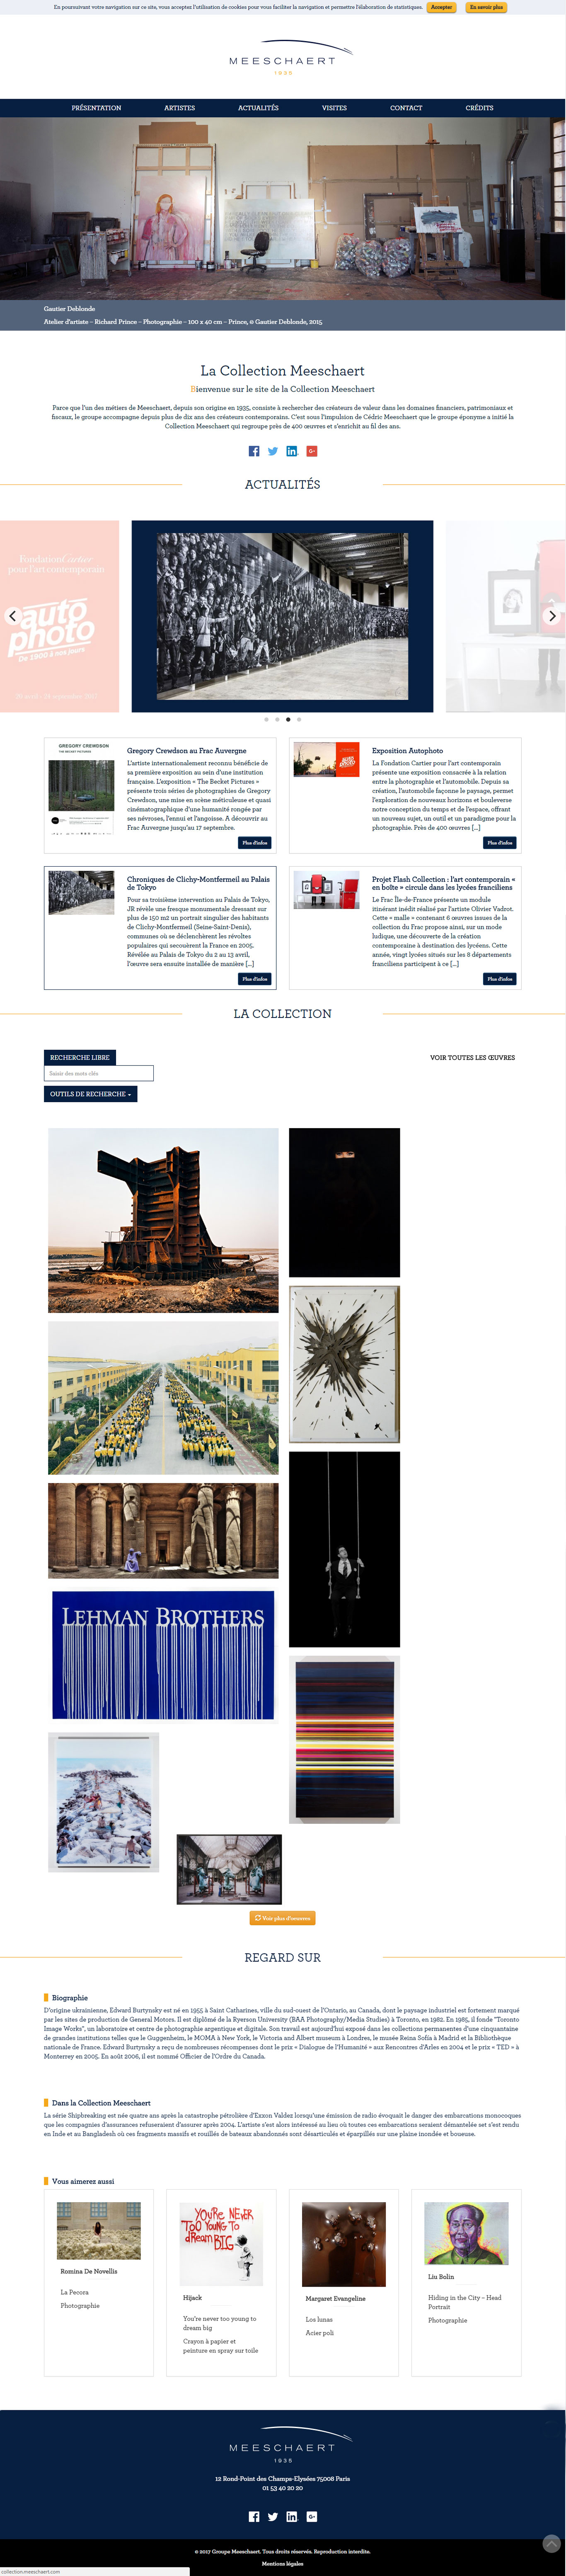 En poursuivant votre navigation sur ce site, vous acceptez l'utilisation de cookies pour vous faciliter la navigation et permettre l'élaboration de statistiques. Accepter En savoir plus
MEESCHAERT
1935
PRÉSENTATION ARTISTES ACTUALITÉS VISITES CONTACT CRÉDITS
Gautier Deblonde
Atelier d'artiste – Richard Prince – Photographie – 100 x 40 cm – Prince, © Gautier Deblonde, 2015
La Collection Meeschaert
Bienvenue sur le site de la Collection Meeschaert
Parce que l'un des métiers de Meeschaert, depuis son origine en 1935, consiste à rechercher des créateurs de valeur dans les domaines financiers, patrimoniaux et
fiscaux, le groupe accompagne depuis plus de dix ans des créateurs contemporains. C'est sous l'impulsion de Cédric Meeschaert que le groupe éponyme a initié la
Collection Meeschaert qui regroupe près de 400 œuvres et s'enrichit au fil des ans.
ACTUALITÉS
Fondation Cartier
pour l'art contemporain
auto
photo
De 1900 à nos jours
GREGORY CREWDSON
THE BECKET PICTURES
Gregory Crewdson au Frac Auvergne
L'artiste internationalement reconnu bénéficie de
sa première exposition au sein d'une institution
française. L'exposition « The Becket Pictures »
présente trois séries de photographies de Gregory
Crewdson, une mise en scène méticuleuse et quasi
cinématographique d'une humanité rongée par
ses névroses, l'ennui et l'angoisse. A découvrir au
Frac Auvergne jusqu'au 17 septembre.
Plus d'infos
auto
photo
Exposition Autophoto
La Fondation Cartier pour l'art contemporain
présente une exposition consacrée à la relation
entre la photographie et l'automobile. Depuis sa
création, l'automobile façonne le paysage, permet
l'exploration de nouveaux horizons et bouleverse
notre conception du temps et de l'espace, offrant
un nouveau sujet, un outil et un paradigme pour la
photographie. Près de 400 œuvres [...]
Plus d'infos
Chroniques de Clichy-Montfermeil au Palais
de Tokyo
Pour sa troisième intervention au Palais de Tokyo,
JR révèle une fresque monumentale dressant sur
plus de 150 m2 un portrait singulier des habitants
de Clichy-Montfermeil (Seine-Saint-Denis),
communes où se déclenchèrent les révoltes
populaires qui secouèrent la France en 2005.
Révélée au Palais de Tokyo du 2 au 13 avril,
l'œuvre sera ensuite installée de manière [...]
Plus d'infos
Projet Flash Collection : l'art contemporain «
en boîte » circule dans les lycées franciliens
Le Frac Île-de-France présente un module
itinérant inédit réalisé par l'artiste Olivier Vadrot.
Cette « malle » contenant 6 œuvres issues de la
collection du Frac propose ainsi, sur un mode
ludique, une découverte de la création
contemporaine à destination des lycéens. Cette
année, vingt lycées situés sur les 8 départements
franciliens participent à ce [...]
Plus d'infos
LA COLLECTION
RECHERCHE LIBRE
VOIR TOUTES LES ŒUVRES
Saisir des mots clés
OUTILS DE RECHERCHE
LEHMAN BROTHERS
Voir plus d'oeuvres
REGARD SUR
Biographie
D'origine ukrainienne, Edward Burtynsky est né en 1955 à Saint Catharines, ville du sud-ouest de l'Ontario, au Canada, dont le paysage industriel est fortement marqué
par les sites de production de General Motors. Il est diplômé de la Ryerson University (BAA Photography/Media Studies) à Toronto, en 1982. En 1985, il fonde "Toronto
Image Works", un laboratoire et centre de photographie argentique et digitale. Son travail est aujourd'hui exposé dans les collections permanentes d'une cinquantaine
de grandes institutions telles que le Guggenheim, le MOMA à New York, le Victoria and Albert museum à Londres, le musée Reina Sofia à Madrid et la Bibliothèque
nationale de France. Edward Burtynsky a reçu de nombreuses récompenses dont le prix « Dialogue de l'Humanité » aux Rencontres d'Arles en 2004 et le prix « TED » à
Monterrey en 2005. En août 2006, il est nommé Officier de l'Ordre du Canada.
Dans la Collection Meeschaert
La série Shipbreaking est née quatre ans après la catastrophe pétrolière d'Exxon Valdez lorsqu'une émission de radio évoquait le danger des embarcations monocoques
que les compagnies d'assurances refuseraient d'assurer après 2004. L'artiste s'est alors intéressé au lieu où toutes ces embarcations seraient démantelée set s'est rendu
en Inde et au Bangladesh où ces fragments massifs et rouillés de bateaux abandonnés sont désarticulés et éparpillés sur une plaine inondée et boueuse.
Vous aimerez aussi
Romina De Novellis
La Pecora
Photographie
YOU'RE NEVER
TOO YOUNG TO
dREAM BIG
Hijack
You're never too young to
dream big
Crayon à papier et
peinture en spray sur toile
Margaret Evangeline
Los lunas
Acier poli
Liu Bolin
Hiding in the City – Head
Portrait
Photographie
MEESCHAERT
1935
12 Rond-Point des Champs-Elysées 75008 Paris
01 53 40 20 20
© 2017 Groupe Meeschaert. Tous droits réservés. Reproduction interdite.
Mentions légales
collection.meeschaert.com